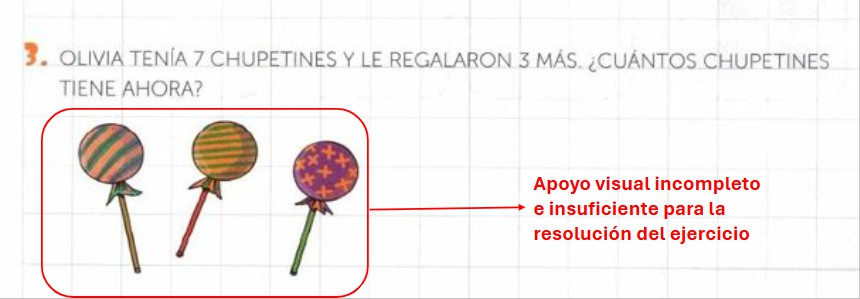 3. OLIVIA TENÍA 7 CHUPETINES Y LE REGALARON 3 MÁS. ¿CUÁNTOS CHUPETINES
TIENE AHORA?
Apoyo visual incompleto
e insuficiente para la
resolución del ejercicio